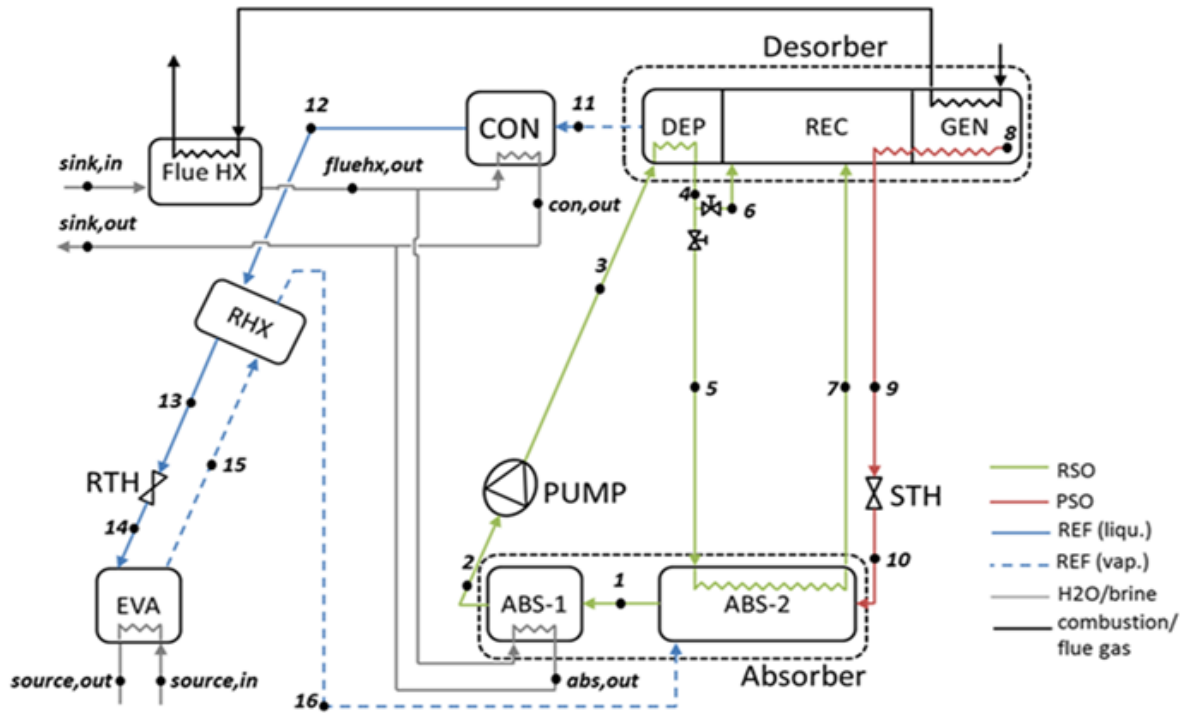 Desorber
12
11
CON
DEP
REC
GEN
8
sink,in
Flue HX
fluehx,out
4
6
con,out
sink,out
3
RHX
13
5
7
9
15
RTH
PUMP
STH
14
RSO
PSO
REF (liqu.)
REF (vap.)
H2O/brine
combustion/
flue gas
10
2
1
EVA
ABS-1
ABS-2
source,out
source,in
abs,out
Absorber
16